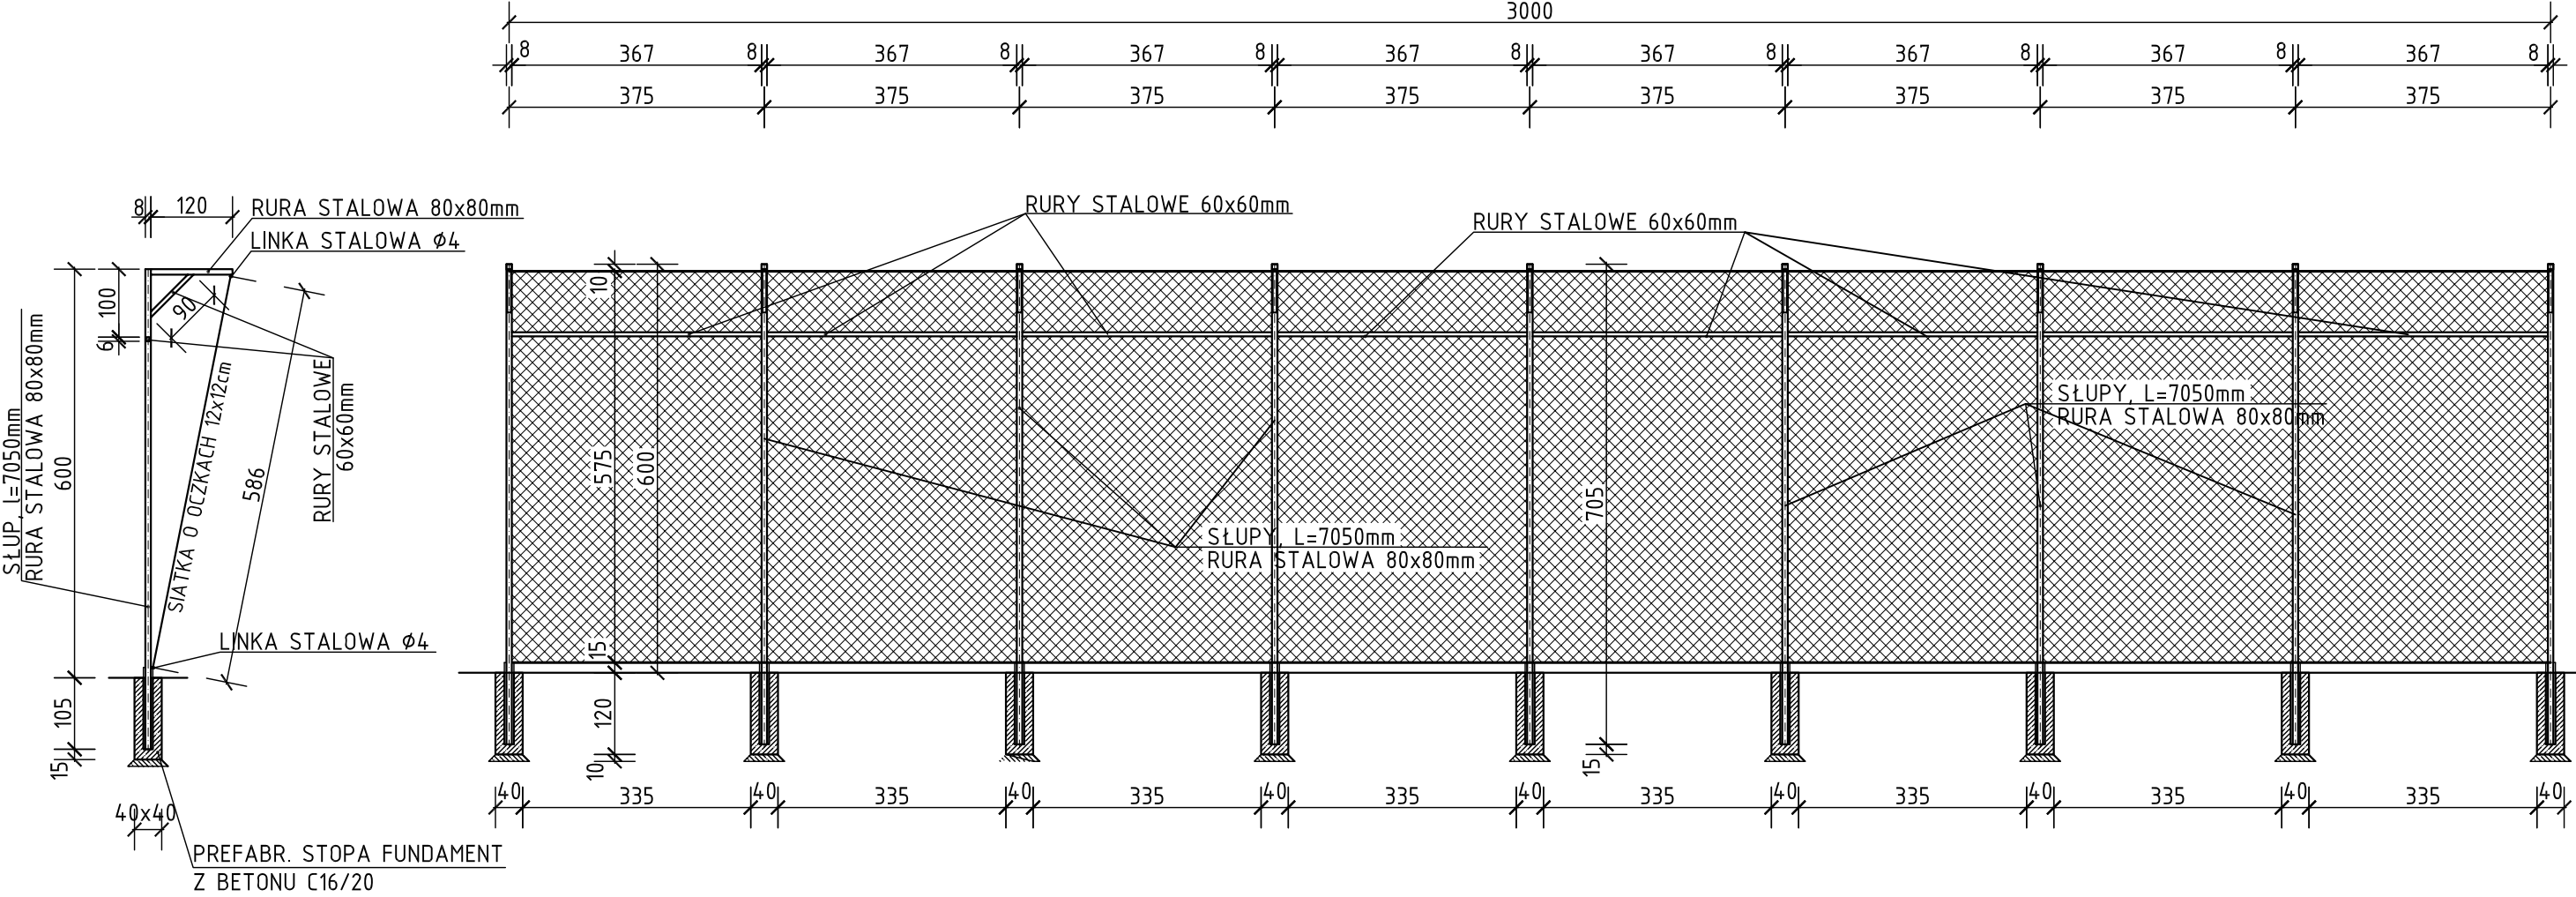 3000
8 367 8 367 8 367 8 367 8 367 8 367 8 367 8 367 8
375 375 375 375 375 375 375 375
8 120
RURA STALOWA 80x80mm
LINKA STALOWA Ø4
RURY STALOWE 60x60mm
RURY STALOWE 60x60mm
100
90
6
10
SŁUP, L=7050mm
RURA STALOWA 80x80mm
600
SIATKA O OCZKACH 12x12cm
586
RURY STALOWE
60x60mm
575
600
705
SŁUPY, L=7050mm
RURA STALOWA 80x80mm
SŁUPY, L=7050mm
RURA STALOWA 80x80mm
LINKA STALOWA Ø4
15
105
15
120
10
15
40x40
40 335 40 335 40 335 40 335 40 335 40 335 40 335 40 335 40
PREFABR. STOPA FUNDAMENT
Z BETONU C16/20